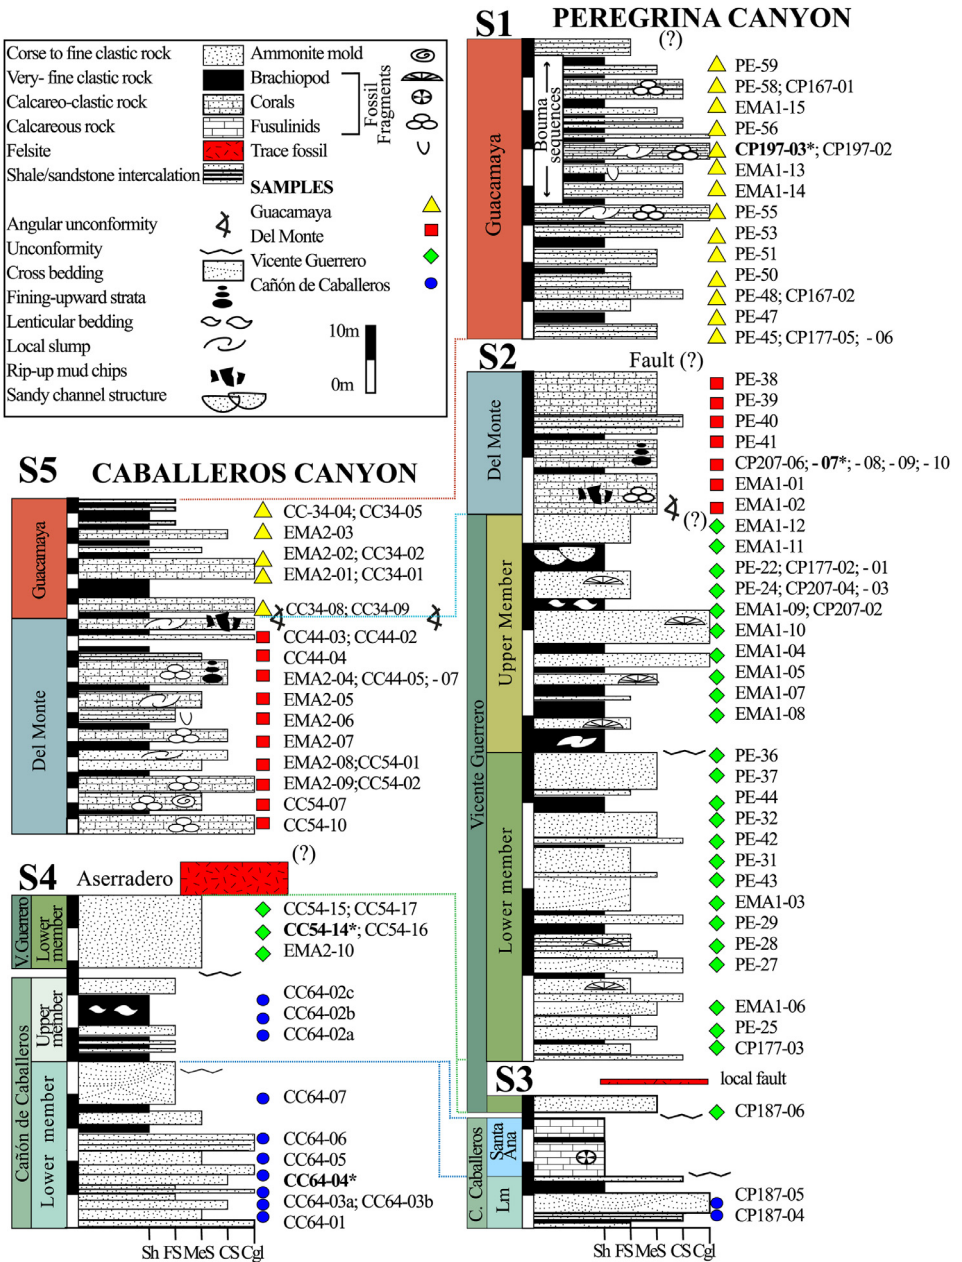 S1 PEREGRINA CANYON
(?)
Corse to fine clastic rock
Very- fine clastic rock
Calcareo-clastic rock
Calcareous rock
Felsite
Shale/sandstone intercalation
Angular unconformity
Unconformity
Cross bedding
Fining-upward strata
Lenticular bedding
Local slump
Rip-up mud chips
Sandy channel structure
Ammonite mold
Brachiopod
Corals
Fusulinids
Trace fossil
Fossil
Fragments
SAMPLES
Guacamaya
Del Monte
Vicente Guerrero
Cañón de Caballeros
10m
0m
Guacamaya
Bouma
sequences
PE-59
PE-58; CP167-01
EMA1-15
PE-56
CP197-03*; CP197-02
EMA1-13
EMA1-14
PE-55
PE-53
PE-51
PE-50
PE-48; CP167-02
PE-47
PE-45; CP177-05; - 06
S2
Fault (?)
Del Monte
Vicente Guerrero
Upper Member
Lower member
PE-38
PE-39
PE-40
PE-41
CP207-06; - 07*; - 08; - 09; - 10
EMA1-01
EMA1-02
(?)
EMA1-12
EMA1-11
PE-22; CP177-02; - 01
PE-24; CP207-04; - 03
EMA1-09; CP207-02
EMA1-10
EMA1-04
EMA1-05
EMA1-07
EMA1-08
PE-36
PE-37
PE-44
PE-32
PE-42
PE-31
PE-43
EMA1-03
PE-29
PE-28
PE-27
EMA1-06
PE-25
CP177-03
S3
local fault
CP187-06
C. Caballeros
Santa
Ana
Lm
CP187-05
CP187-04
Sh FS MeS CS Cgl
S5 CABALLEROS CANYON
Guacamaya
Del Monte
CC-34-04; CC34-05
EMA2-03
EMA2-02; CC34-02
EMA2-01; CC34-01
CC34-08; CC34-09
CC44-03; CC44-02
CC44-04
EMA2-04; CC44-05; - 07
EMA2-05
EMA2-06
EMA2-07
EMA2-08;CC54-01
EMA2-09;CC54-02
CC54-07
CC54-10
S4 Aserradero
(?)
V. Guerrero
Lower
member
CC54-15; CC54-17
CC54-14*; CC54-16
EMA2-10
Cañón de Caballeros
Upper
member
Lower member
CC64-02c
CC64-02b
CC64-02a
CC64-07
CC64-06
CC64-05
CC64-04*
CC64-03a; CC64-03b
CC64-01
Sh FS MeS CS Cgl